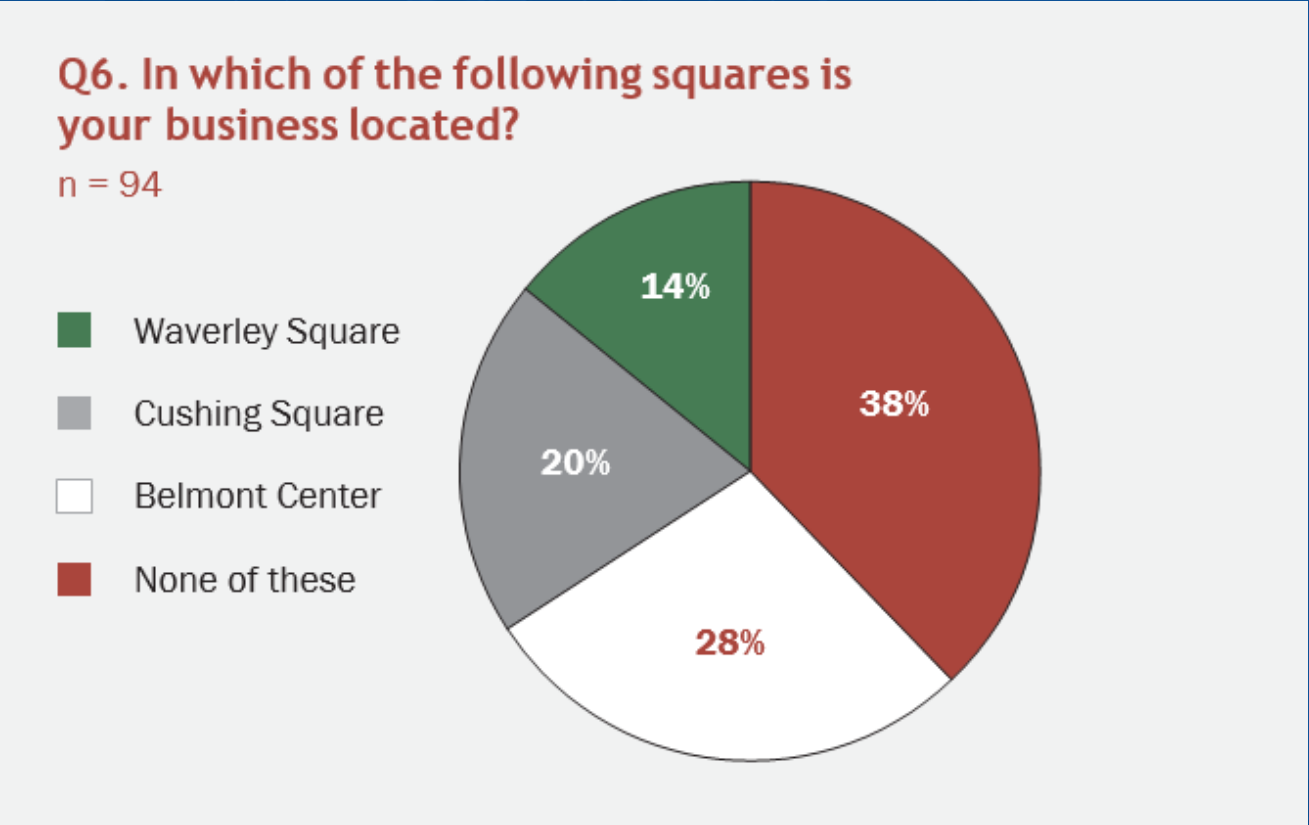 Q6. In which of the following squares is
your business located?
n = 94
14%
38%
Waverley Square
Cushing Square
20%
Belmont Center
None of these
28%